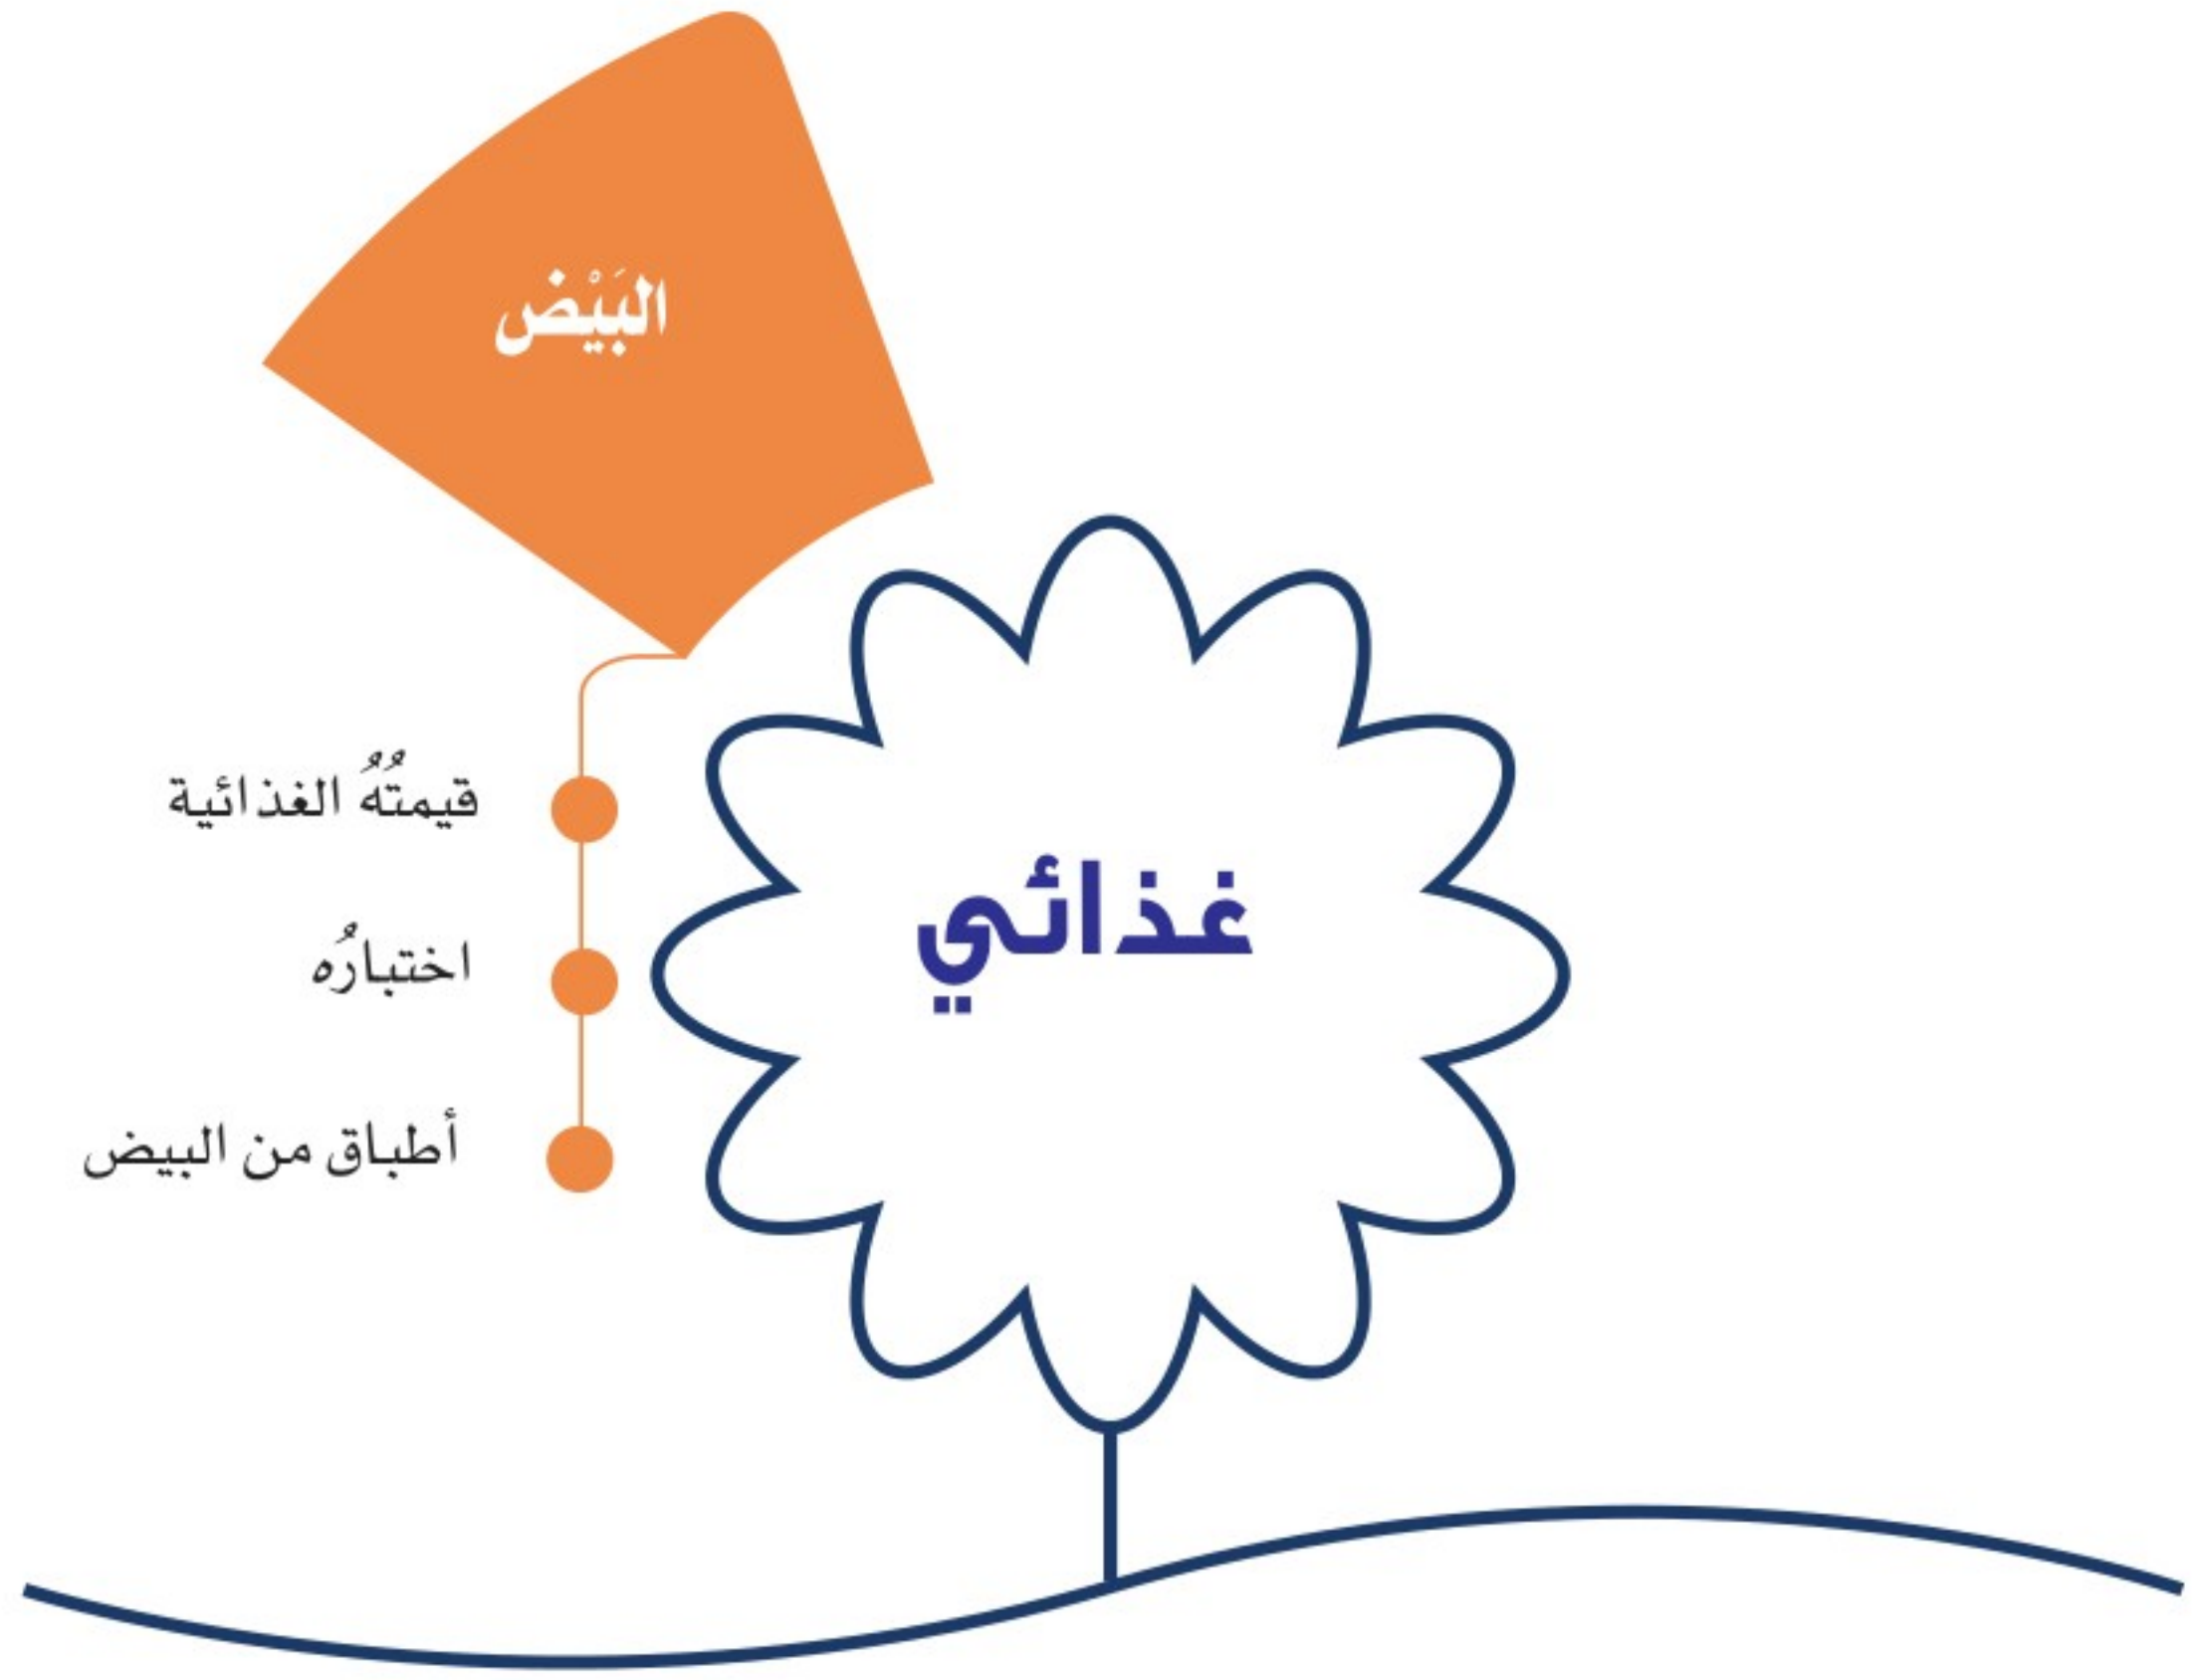 البَيْض
قيمتُهُ الغذائية
اختبارُه
أطباق من البيض
غذائي